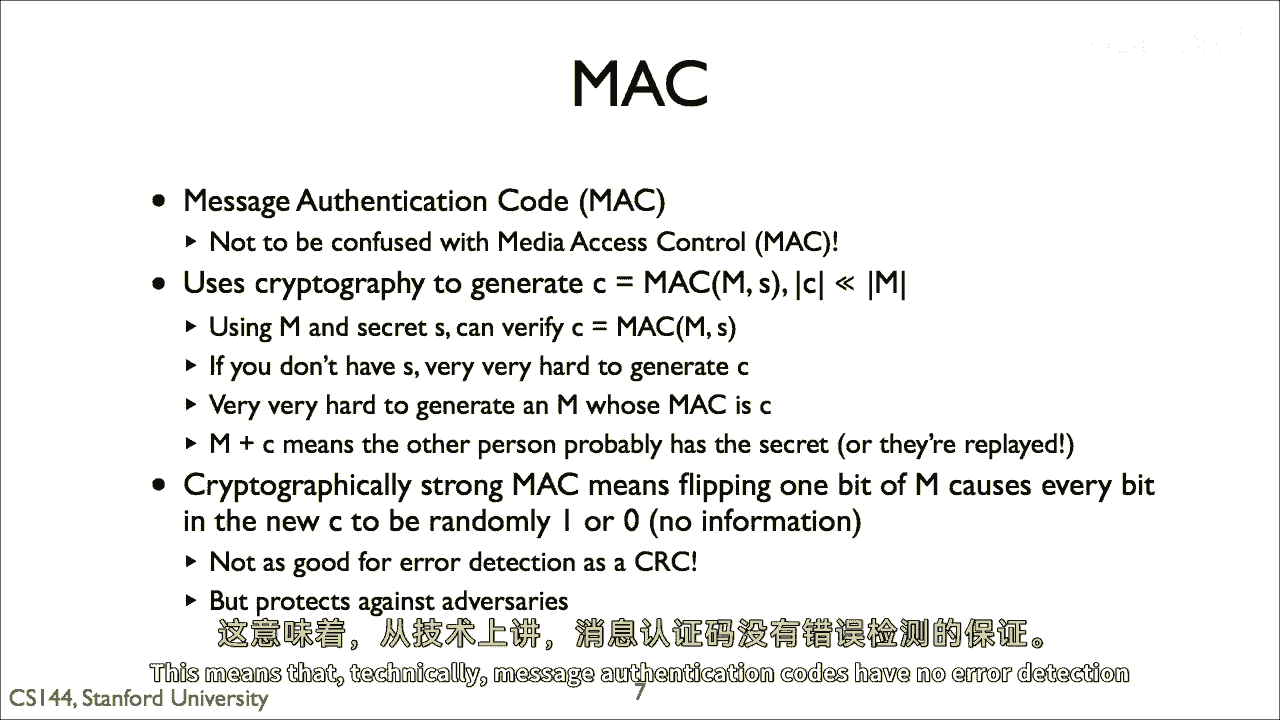 MAC
• Message Authentication Code (MAC)
‣ Not to be confused with Media Access Control (MAC)!
• Uses cryptography to generate c = MAC(M, s), |c| ≪ |M|
‣ Using M and secret s, can verify c = MAC(M, s)
‣ If you don't have s, very very hard to generate c
‣ Very very hard to generate an M whose MAC is c
‣ M + c means the other person probably has the secret (or they're replayed!)
• Cryptographically strong MAC means flipping one bit of M causes every bit
in the new c to be randomly 1 or 0 (no information)
‣ Not as good for error detection as a CRC!
‣ But protects against adversaries
这意味着，从技术上讲，消息认证码没有错误检测的保证。
This means that, technically, message authentication codes have no error detection
CS144, Stanford University
7